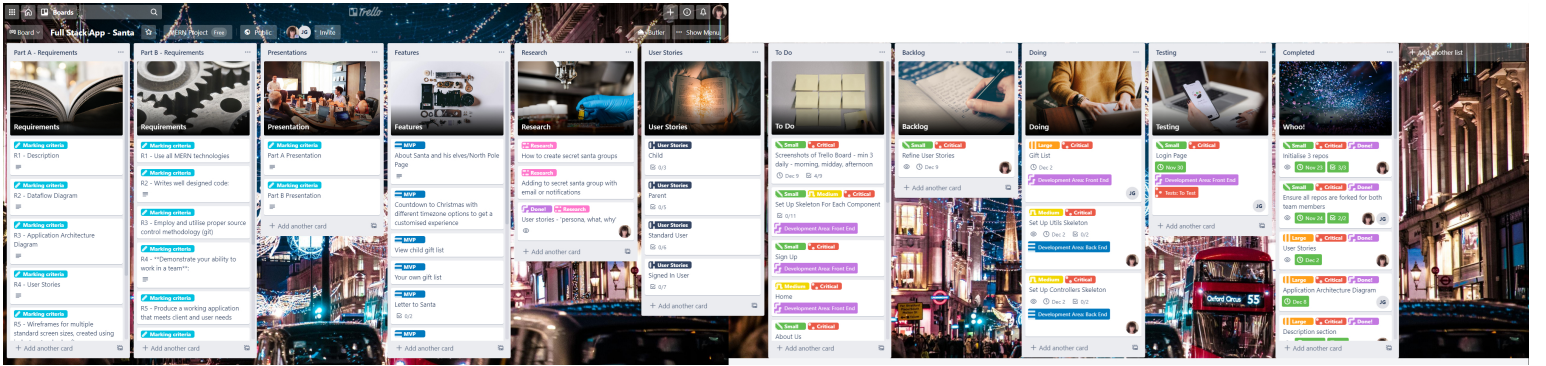 Boards
Trello
Board
Full Stack App - Santa
MERN Project
Free
Public
JG
Invite
Butler
Show Menu
Part A - Requirements
Requirements
Marking criteria
R1 - Description
Marking criteria
R2 - Dataflow Diagram
Marking criteria
R3 - Application Architecture
Diagram
Marking criteria
R4 - User Stories
Marking criteria
R5 - Wireframes for multiple
standard screen sizes, created using
+ Add another card
Part B - Requirements
Requirements
Marking criteria
R1 - Use all MERN technologies
Marking criteria
R2 - Writes well designed code:
Marking criteria
R3 - Employ and utilise proper source
control methodology (git)
Marking criteria
R4 - **Demonstrate your ability to
work in a team**:
Marking criteria
R5 - Produce a working application
that meets client and user needs
Marking criteria
+ Add another card
Presentations
Presentation
Marking criteria
Part A Presentation
Marking criteria
Part B Presentation
+ Add another card
Features
Features
MVP
About Santa and his elves/North Pole
Page
MVP
Countdown to Christmas with
different timezone options to get a
customised experience
MVP
View child gift list
MVP
Your own gift list
MVP
Letter to Santa
0/2
MVP
+ Add another card
Research
Research
Research
How to create secret santa groups
Research
Adding to secret santa group with
email or notifications
Done! Research
User stories - 'persona, what, why'
+ Add another card
User Stories
User Stories
User Stories
Child
0/3
User Stories
Parent
0/5
User Stories
Standard User
0/6
User Stories
Signed In User
0/7
+ Add another card
To Do
To Do
Small Critical
Screenshots of Trello Board - min 3
daily - morning, midday, afternoon
Dec 9 4/9
Small Medium Critical
Set Up Skeleton For Each Component
0/11
Development Area: Front End
Small Critical
Sign Up
Development Area: Front End
Medium Critical
Home
Development Area: Front End
Small Critical
About Us
+ Add another card
Backlog
Backlog
Small Critical
Refine User Stories
Dec 9
+ Add another card
Doing
Doing
Large Critical
Gift List
Dec 2
Development Area: Front End
JG
Medium Critical
Set Up Utils Skeleton
Dec 2 0/2
Development Area: Back End
Medium Critical
Set Up Controllers Skeleton
Dec 2 0/2
Development Area: Back End
+ Add another card
Testing
Testing
Small Critical
Login Page
Nov 30
Development Area: Front End
Tests: To Test
JG
+ Add another card
Completed
Whoo!
Small Critical Done!
Initialise 3 repos
Nov 23 3/3
Small Critical Done!
Ensure all repos are forked for both
team members
Nov 24 2/2
JG
Large Critical Done!
User Stories
Dec 2
Large Critical Done!
Application Architecture Diagram
Dec 8
JG
Large Critical Done!
Description section
+ Add another card
+ Add another list
Oxford Circus 55